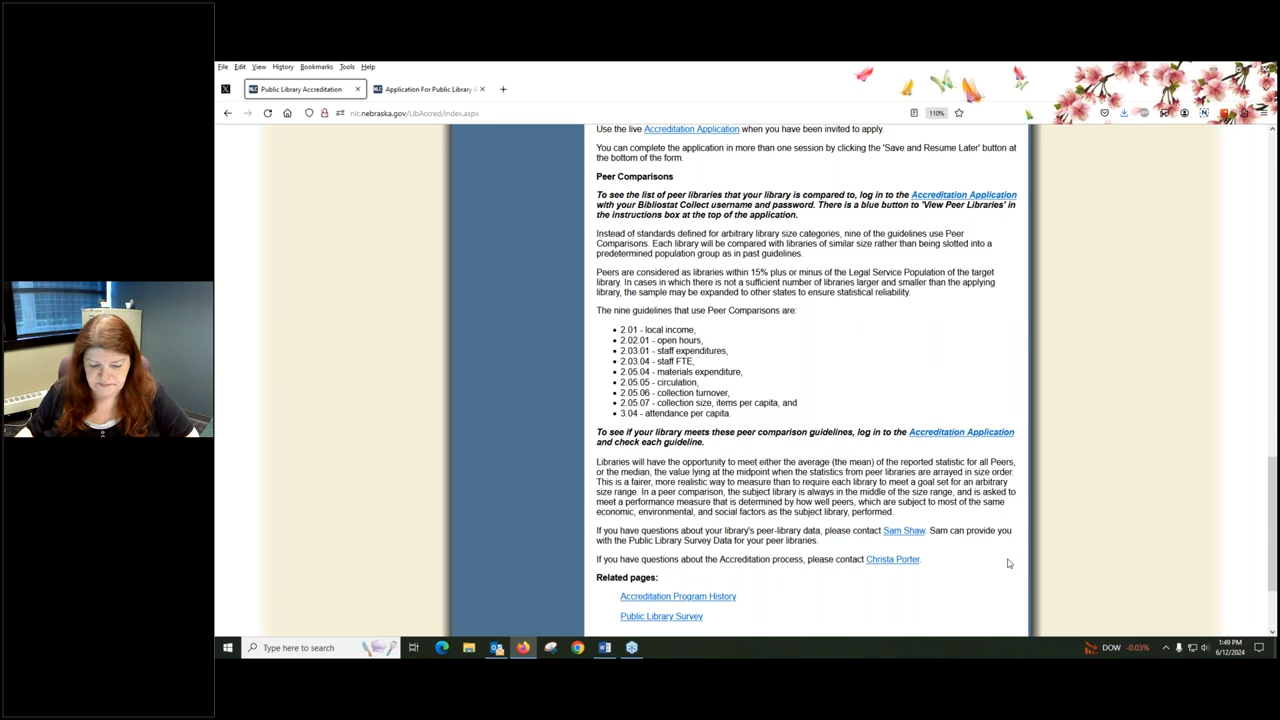 File Edit View History Bookmarks Tools Help
Public Library Accreditation
Application For Public Library A
nlc.nebraska.gov/LibAccred/index.aspx
110%
Use the live Accreditation Application when you have been invited to apply.
You can complete the application in more than one session by clicking the 'Save and Resume Later' button at
the bottom of the form.
Peer Comparisons
To see the list of peer libraries that your library is compared to, log in to the Accreditation Application
with your Bibliostat Collect username and password. There is a blue button to 'View Peer Libraries' in
the instructions box at the top of the application.
Instead of standards defined for arbitrary library size categories, nine of the guidelines use Peer
Comparisons. Each library will be compared with libraries of similar size rather than being slotted into a
predetermined population group as in past guidelines.
Peers are considered as libraries within 15% plus or minus of the Legal Service Population of the target
library. In cases in which there is not a sufficient number of libraries larger and smaller than the applying
library, the sample may be expanded to other states to ensure statistical reliability.
The nine guidelines that use Peer Comparisons are:
• 2.01 - local income,
• 2.02.01 - open hours,
• 2.03.01 - staff expenditures,
• 2.03.04 - staff FTE,
• 2.05.04 - materials expenditure,
• 2.05.05 - circulation,
• 2.05.06 - collection turnover,
• 2.05.07 - collection size, items per capita, and
• 3.04 - attendance per capita.
To see if your library meets these peer comparison guidelines, log in to the Accreditation Application
and check each guideline.
Libraries will have the opportunity to meet either the average (the mean) of the reported statistic for all Peers,
or the median, the value lying at the midpoint when the statistics from peer libraries are arrayed in size order.
This is a fairer, more realistic way to measure than to require each library to meet a goal set for an arbitrary
size range. In a peer comparison, the subject library is always in the middle of the size range, and is asked to
meet a performance measure that is determined by how well peers, which are subject to most of the same
economic, environmental, and social factors as the subject library, performed.
If you have questions about your library's peer-library data, please contact Sam Shaw. Sam can provide you
with the Public Library Survey Data for your peer libraries.
If you have questions about the Accreditation process, please contact Christa Porter.
Related pages:
Accreditation Program History
Public Library Survey
Type here to search
DOW -0.03%
1:49 PM
6/12/2024